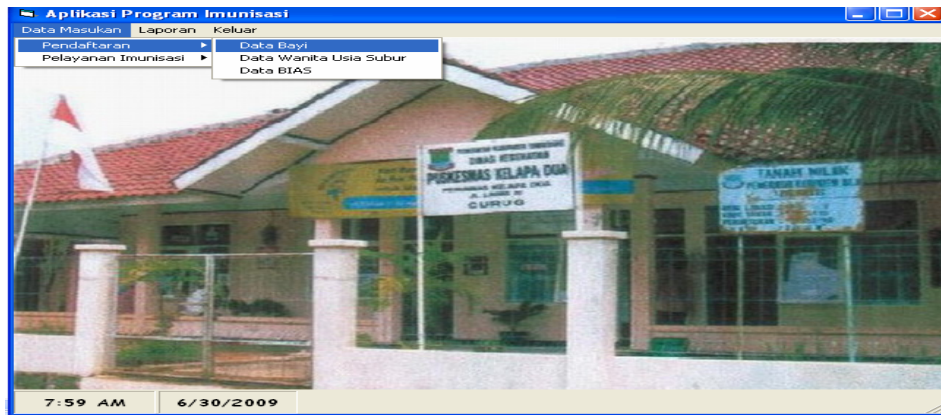 Aplikasi Program Imunisasi
Data Masukan Laporan Keluar
Pendaftaran
Pelayanan Imunisasi
Data Bayi
Data Wanita Usia Subur
Data BIAS
DINAS KESEHATAN
PUSKESMAS KELAPA DUA
CURUG
TANAH MILIK
7:59 AM 6/30/2009